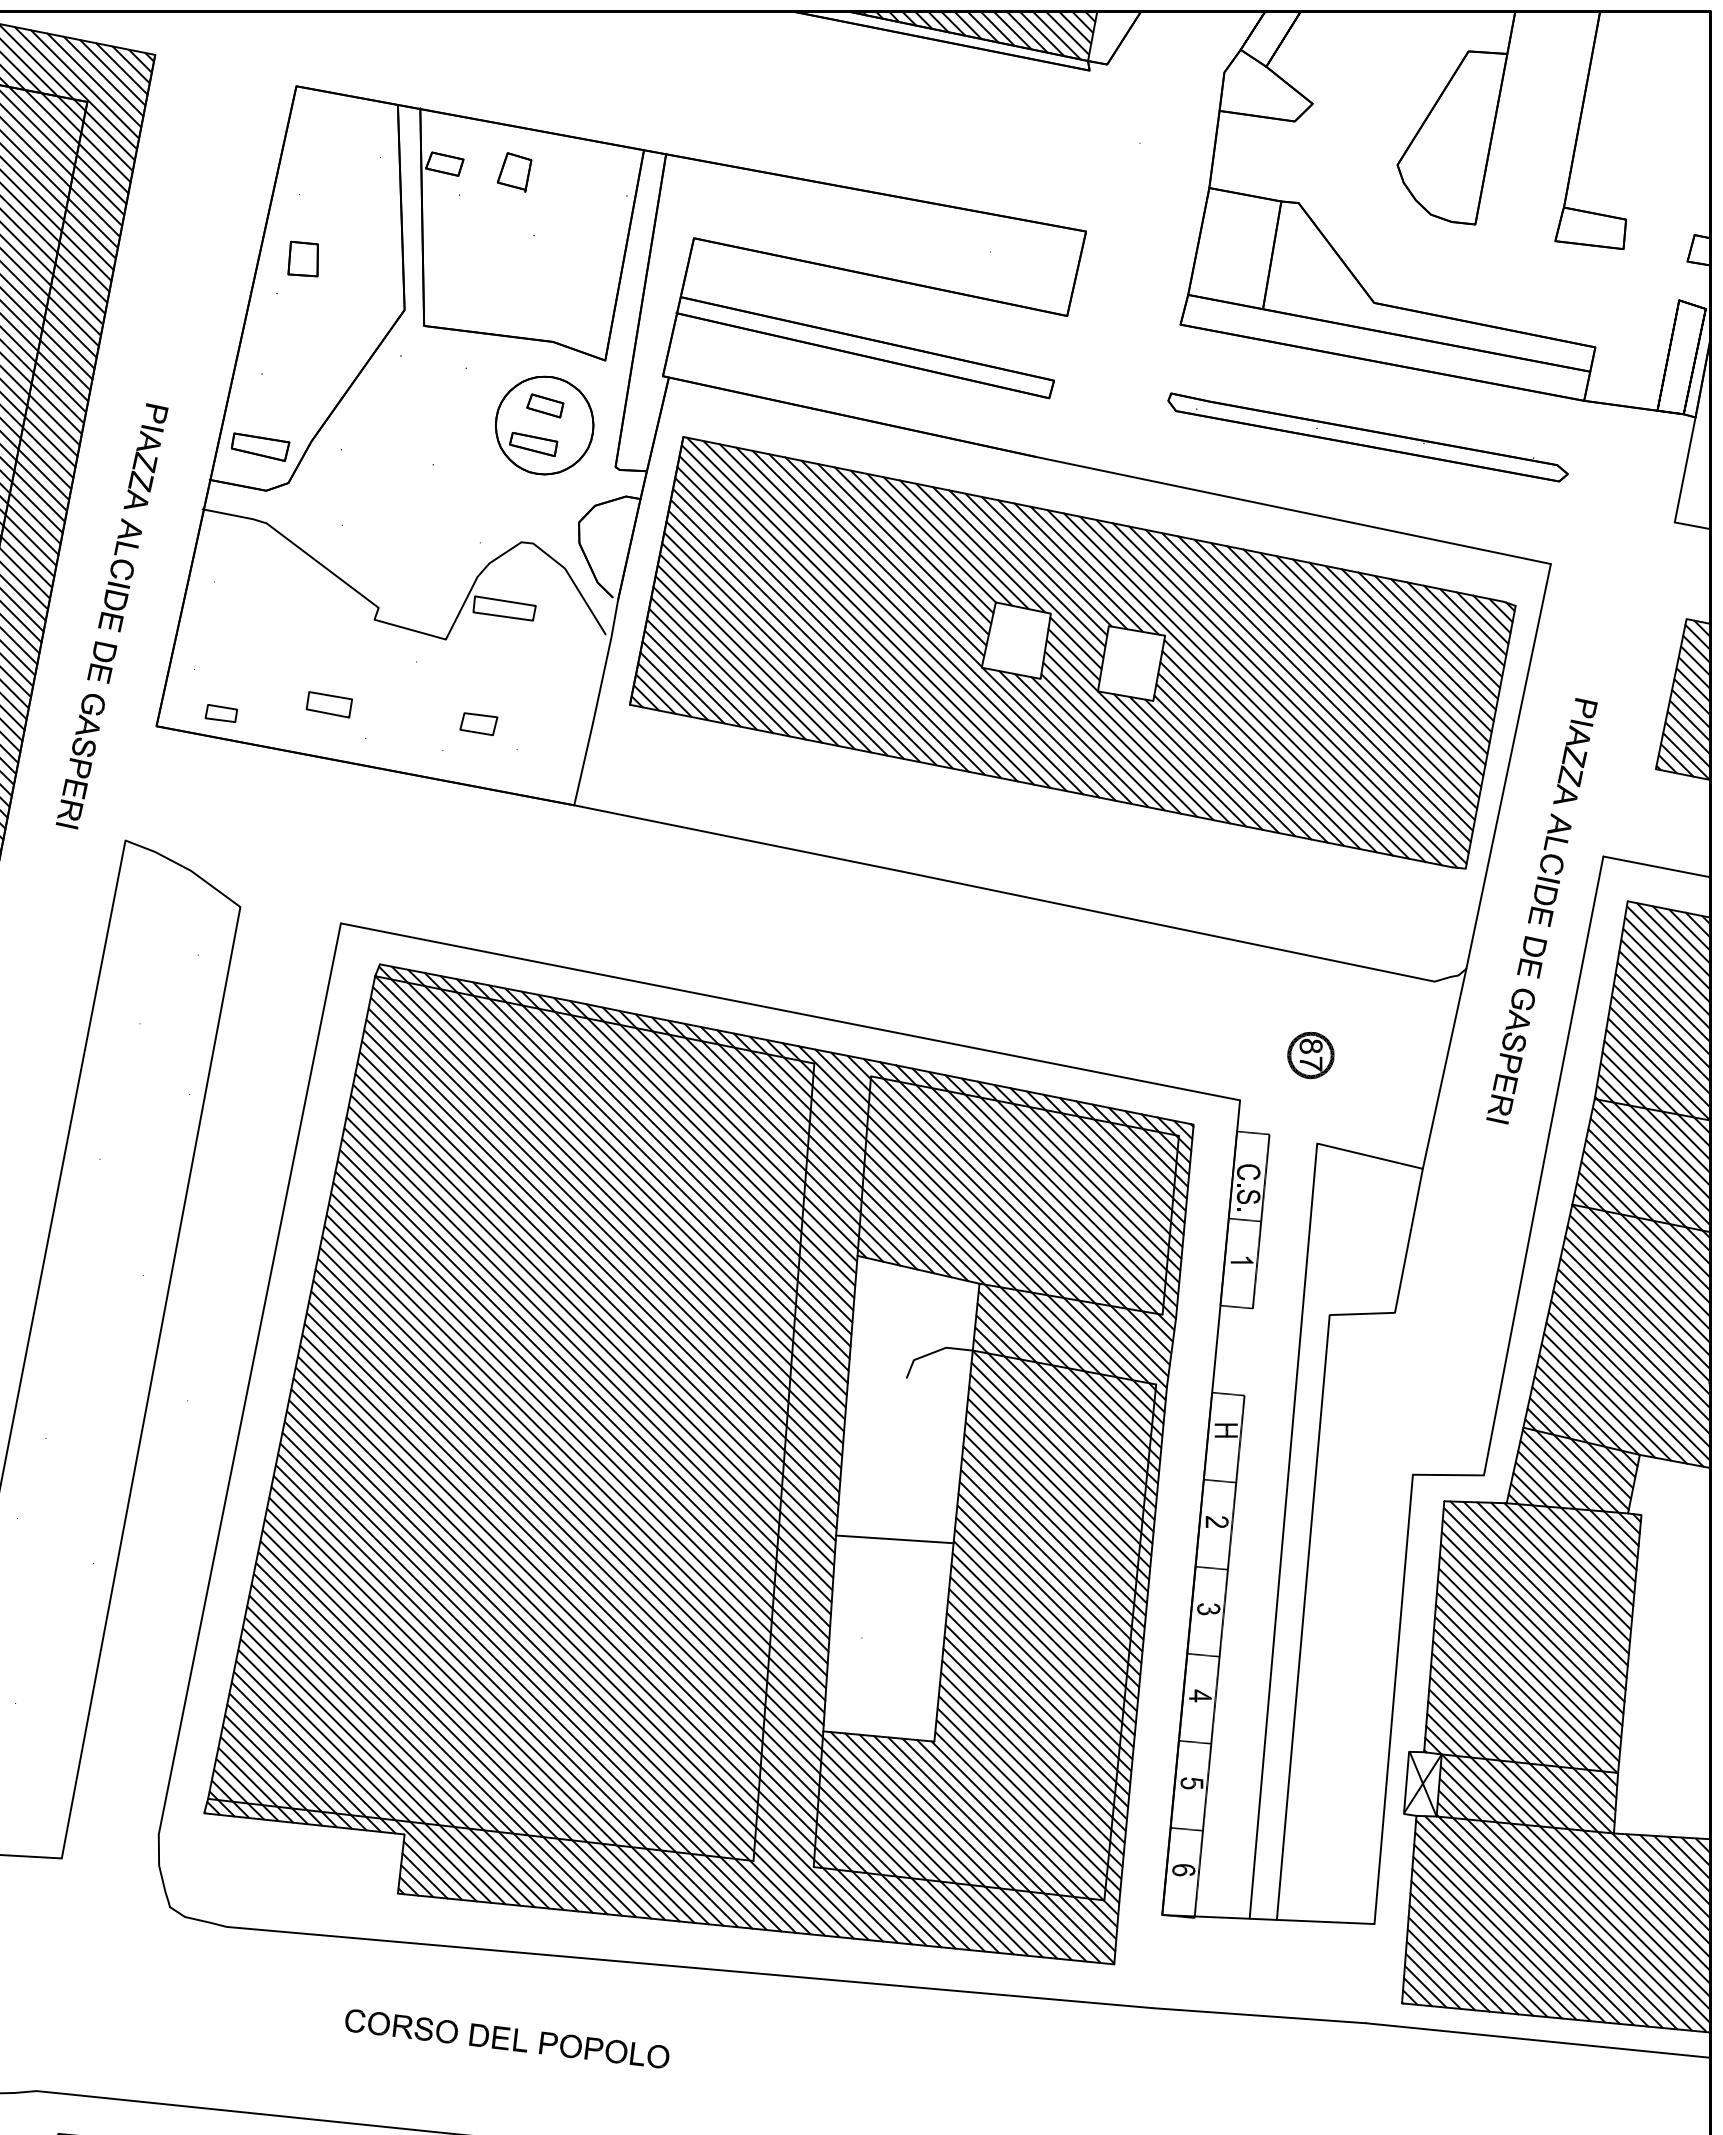 PIAZZA ALCIDE DE GASPERI
PIAZZA ALCIDE DE GASPERI
87
C.S.
1
H
2
3
4
5
6
CORSO DEL POPOLO